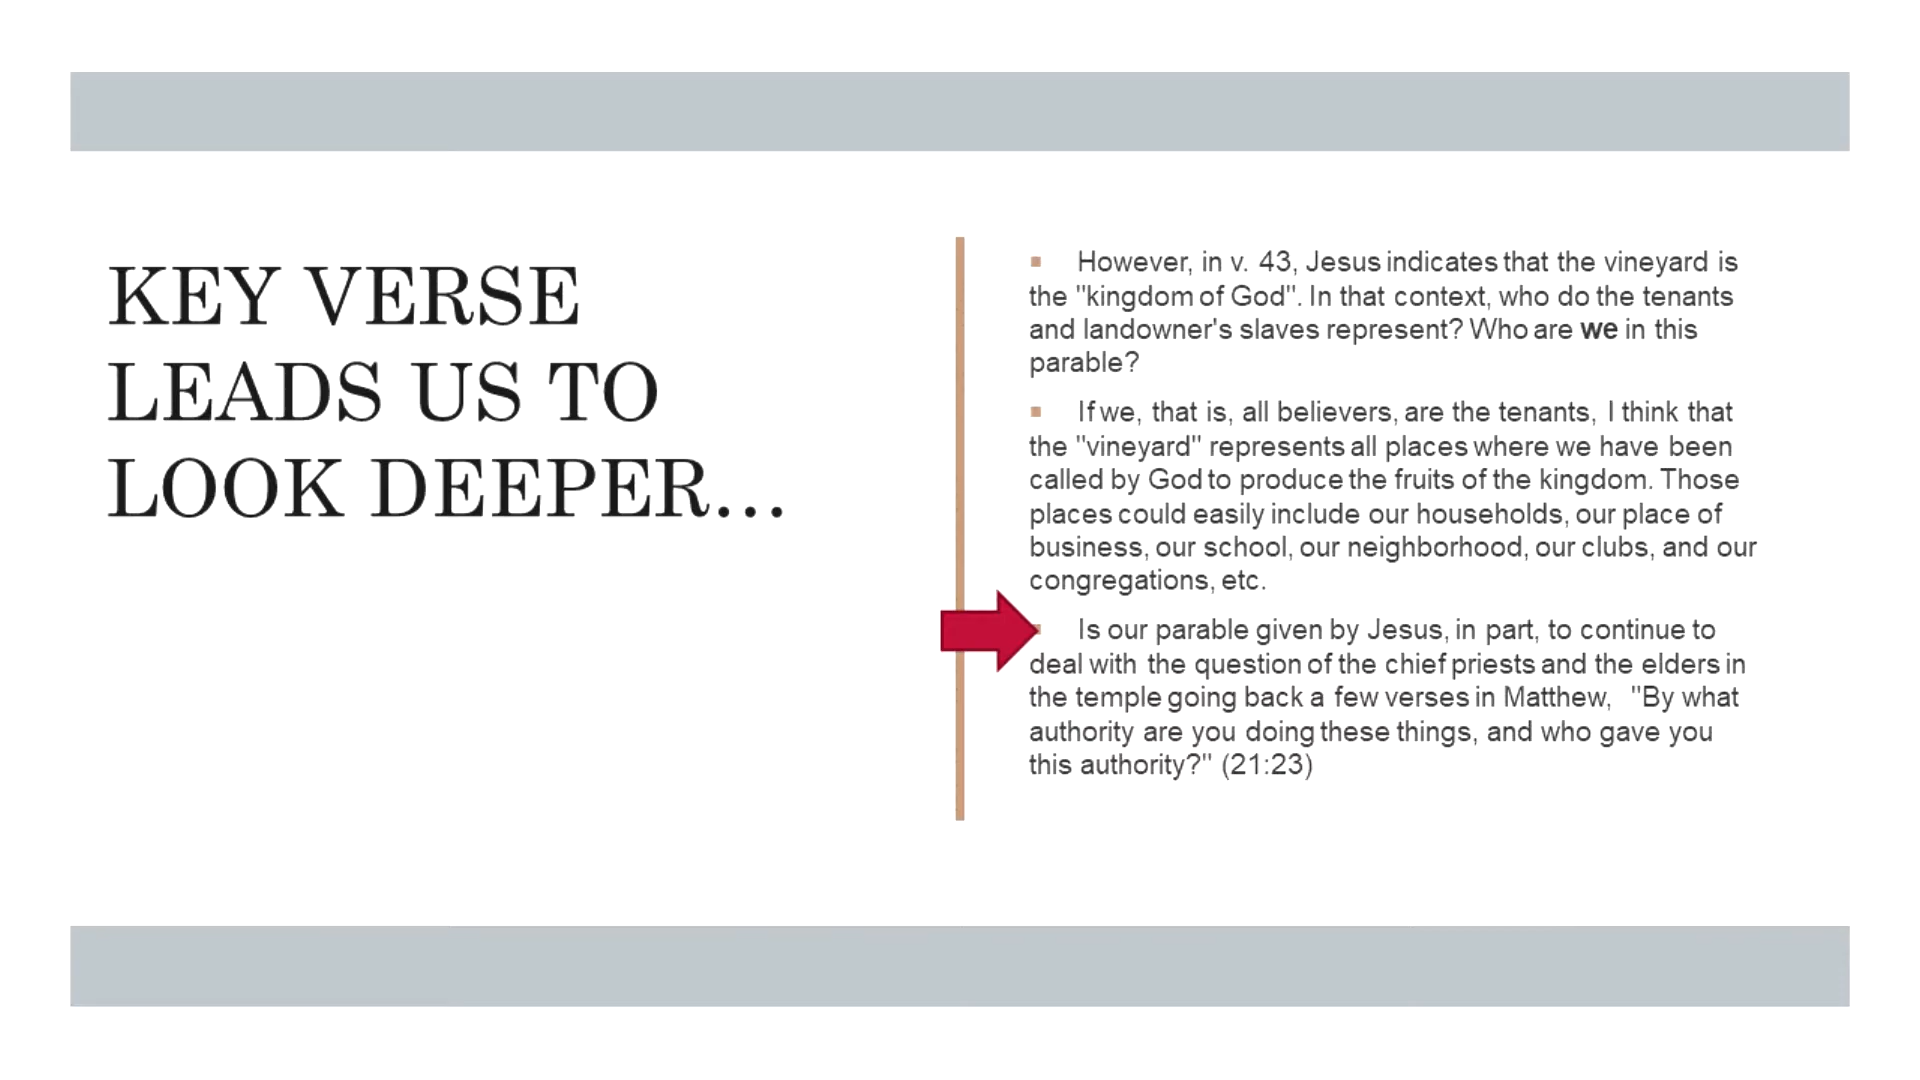 KEY VERSE
LEADS US TO
LOOK DEEPER...
However, in v. 43, Jesus indicates that the vineyard is
the "kingdom of God". In that context, who do the tenants
and landowner's slaves represent? Who are we in this
parable?
If we, that is, all believers, are the tenants, I think that
the "vineyard" represents all places where we have been
called by God to produce the fruits of the kingdom. Those
places could easily include our households, our place of
business, our school, our neighborhood, our clubs, and our
congregations, etc.
Is our parable given by Jesus, in part, to continue to
deal with the question of the chief priests and the elders in
the temple going back a few verses in Matthew, "By what
authority are you doing these things, and who gave you
this authority?" (21:23)